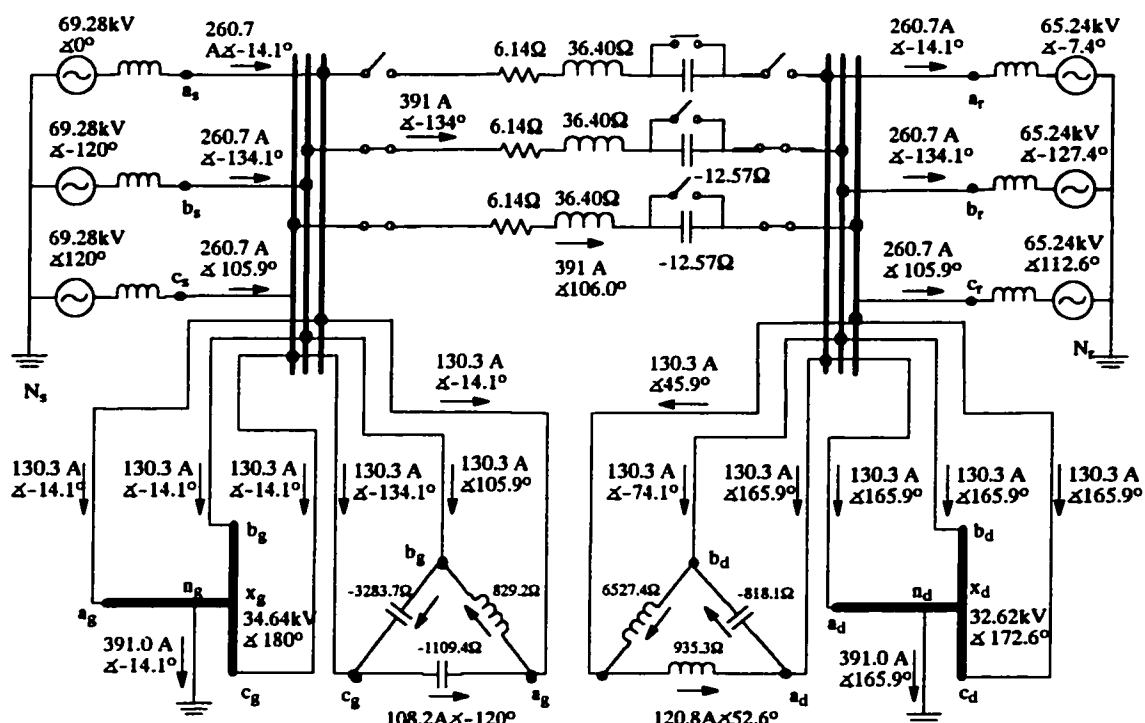 69.28kV
∡0°
260.7
A∡-14.1°
a_s
6.14Ω
36.40Ω
260.7A
∡-14.1°
a_r
65.24kV
∡-7.4°
69.28kV
∡-120°
260.7 A
∡-134.1°
b_s
391 A
∡-134°
6.14Ω
36.40Ω
-12.57Ω
260.7 A
∡-134.1°
b_r
65.24kV
∡-127.4°
69.28kV
∡120°
260.7 A
∡105.9°
c_s
6.14Ω
36.40Ω
391 A
∡106.0°
-12.57Ω
260.7 A
∡105.9°
c_r
65.24kV
∡112.6°
N_s
N_r
130.3 A
∡-14.1°
130.3 A
∡45.9°
130.3 A
∡-14.1°
130.3 A
∡-14.1°
130.3 A
∡-14.1°
130.3 A
∡-134.1°
130.3 A
∡105.9°
130.3 A
∡-74.1°
130.3 A
∡165.9°
130.3 A
∡165.9°
130.3 A
∡165.9°
130.3 A
∡165.9°
b_g
n_g
x_g
a_g
34.64kV
∡180°
391.0 A
∡-14.1°
c_g
b_g
-3283.7Ω
829.2Ω
-1109.4Ω
c_g
a_g
108.2A∡-120°
b_d
6527.4Ω
-818.1Ω
935.3Ω
a_d
120.8A∡52.6°
b_d
n_d
x_d
a_d
32.62kV
∡172.6°
391.0 A
∡165.9°
c_d